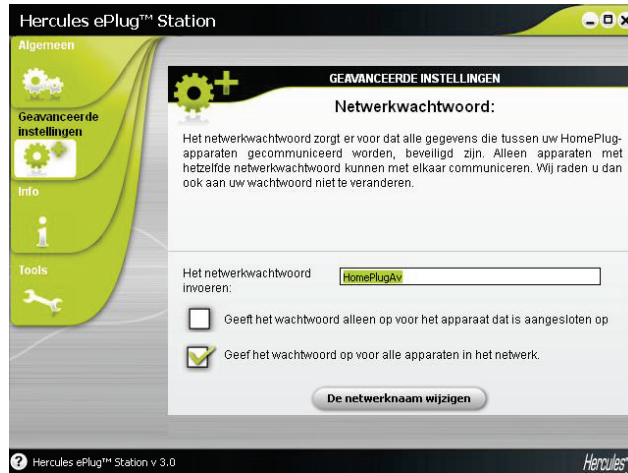 Hercules ePlug™ Station
Algemeen
Geavanceerde
instellingen
Info
Tools
GEAVANCEERDE INSTELLINGEN
Netwerkwachtwoord:
Het netwerkwachtwoord zorgt er voor dat alle gegevens die tussen uw HomePlug-
apparaten gecommuniceerd worden, beveiligd zijn. Alleen apparaten met
hetzelfde netwerkwachtwoord kunnen met elkaar communiceren. Wij raden u dan
ook aan uw wachtwoord niet te veranderen.
Het netwerkwachtwoord
invoeren:
HomePlugAv
Geeft het wachtwoord alleen op voor het apparaat dat is aangesloten op
Geef het wachtwoord op voor alle apparaten in het netwerk.
De netwerknaam wijzigen
Hercules ePlug™ Station v 3.0
Hercules